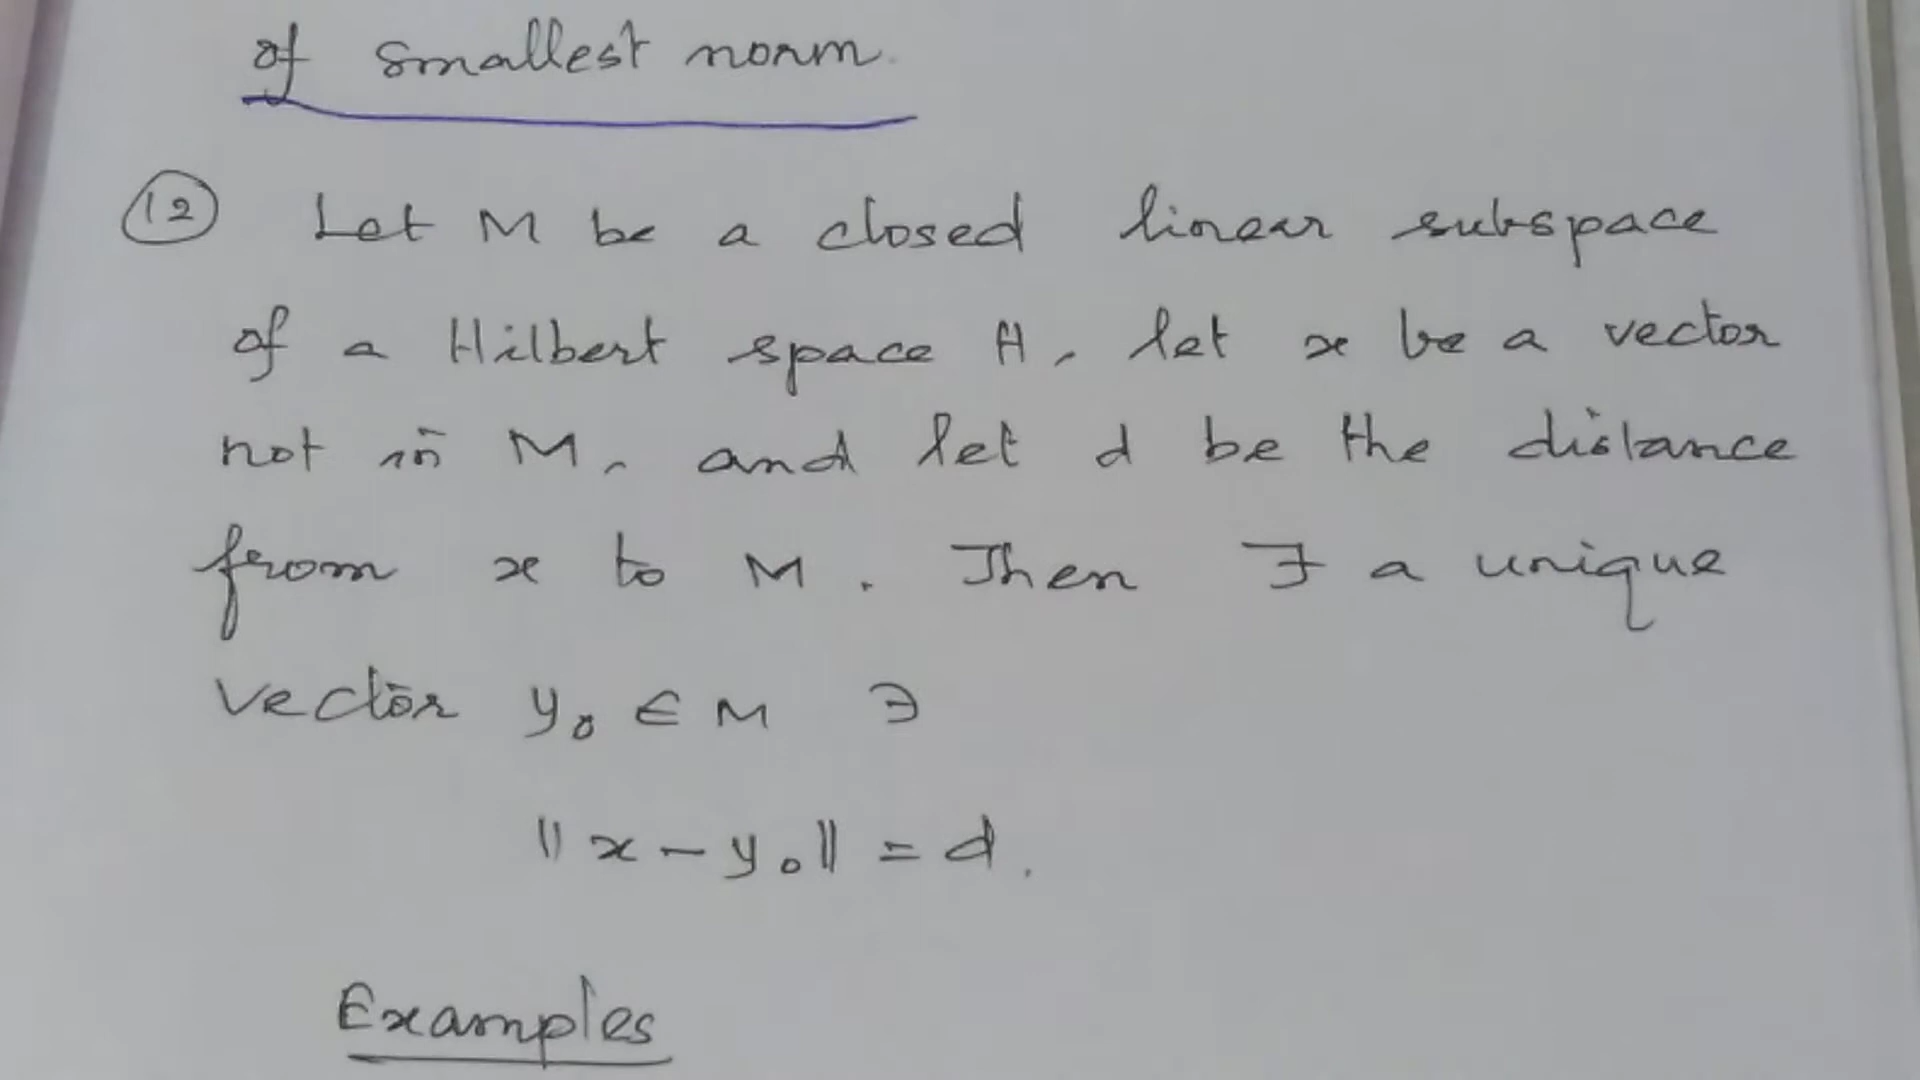 of smallest norm.
12 Let M be a closed linear subspace
of a Hilbert space H, let x be a vector
not in M, and let d be the distance
from x to M. Then ∃ a unique
vector y₀ ∈ M ∋
||x - y₀|| = d.
Examples